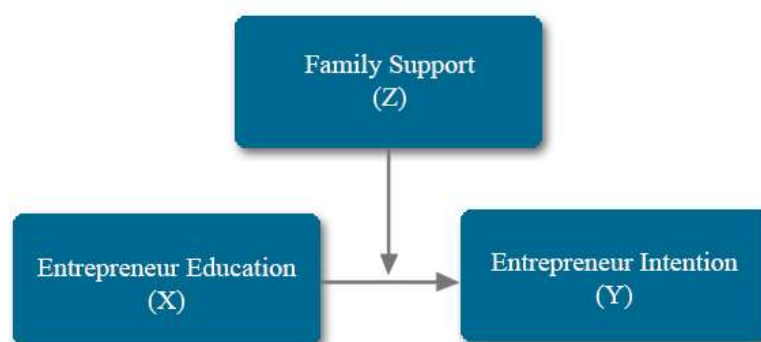 Family Support
(Z)
Entrepreneur Education
(X)
Entrepreneur Intention
(Y)